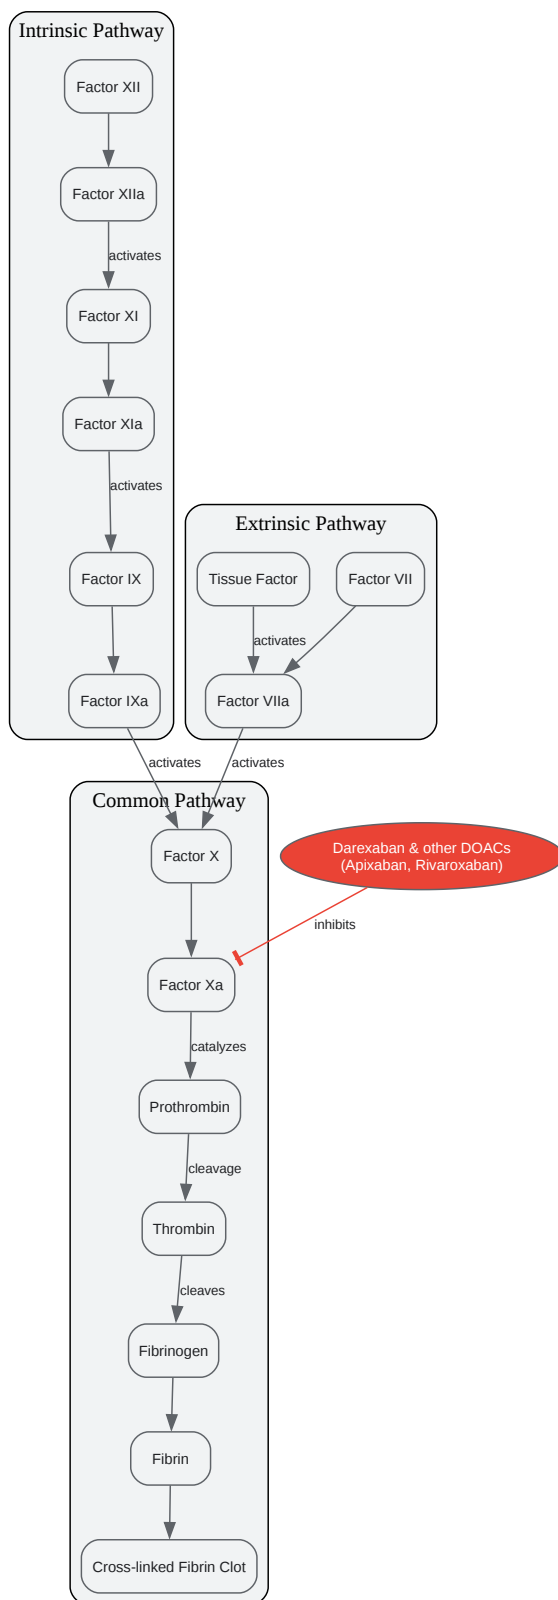 Intrinsic Pathway
Factor XII
Factor XIIa
activates
Factor XI
Factor XIa
activates
Factor IX
Factor IXa
Extrinsic Pathway
Tissue Factor
Factor VII
activates
Factor VIIa
activates
activates
Common Pathway
Factor X
Darexaban & other DOACs
(Apixaban, Rivaroxaban)
inhibits
Factor Xa
catalyzes
Prothrombin
cleavage
Thrombin
cleaves
Fibrinogen
Fibrin
Cross-linked Fibrin Clot